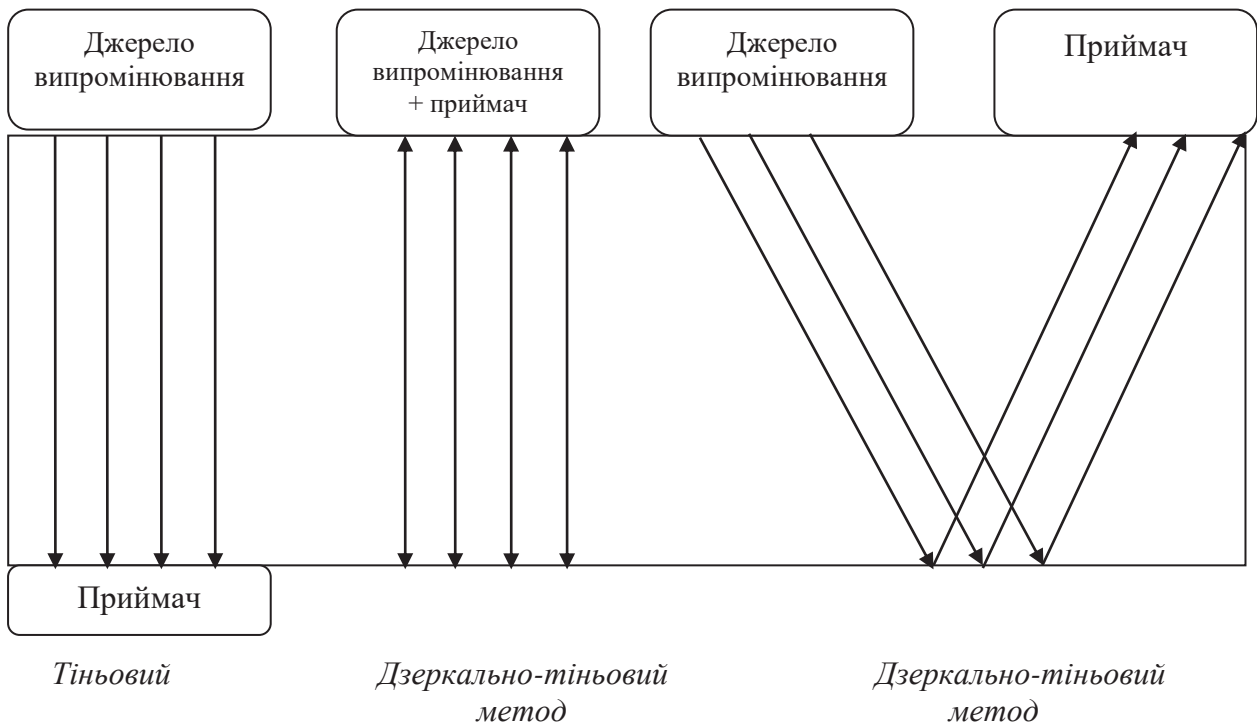 Джерело
випромінювання
Джерело
випромінювання
+ приймач
Джерело
випромінювання
Приймач
Приймач
Тіньовий
Дзеркально-тіньовий
метод
Дзеркально-тіньовий
метод